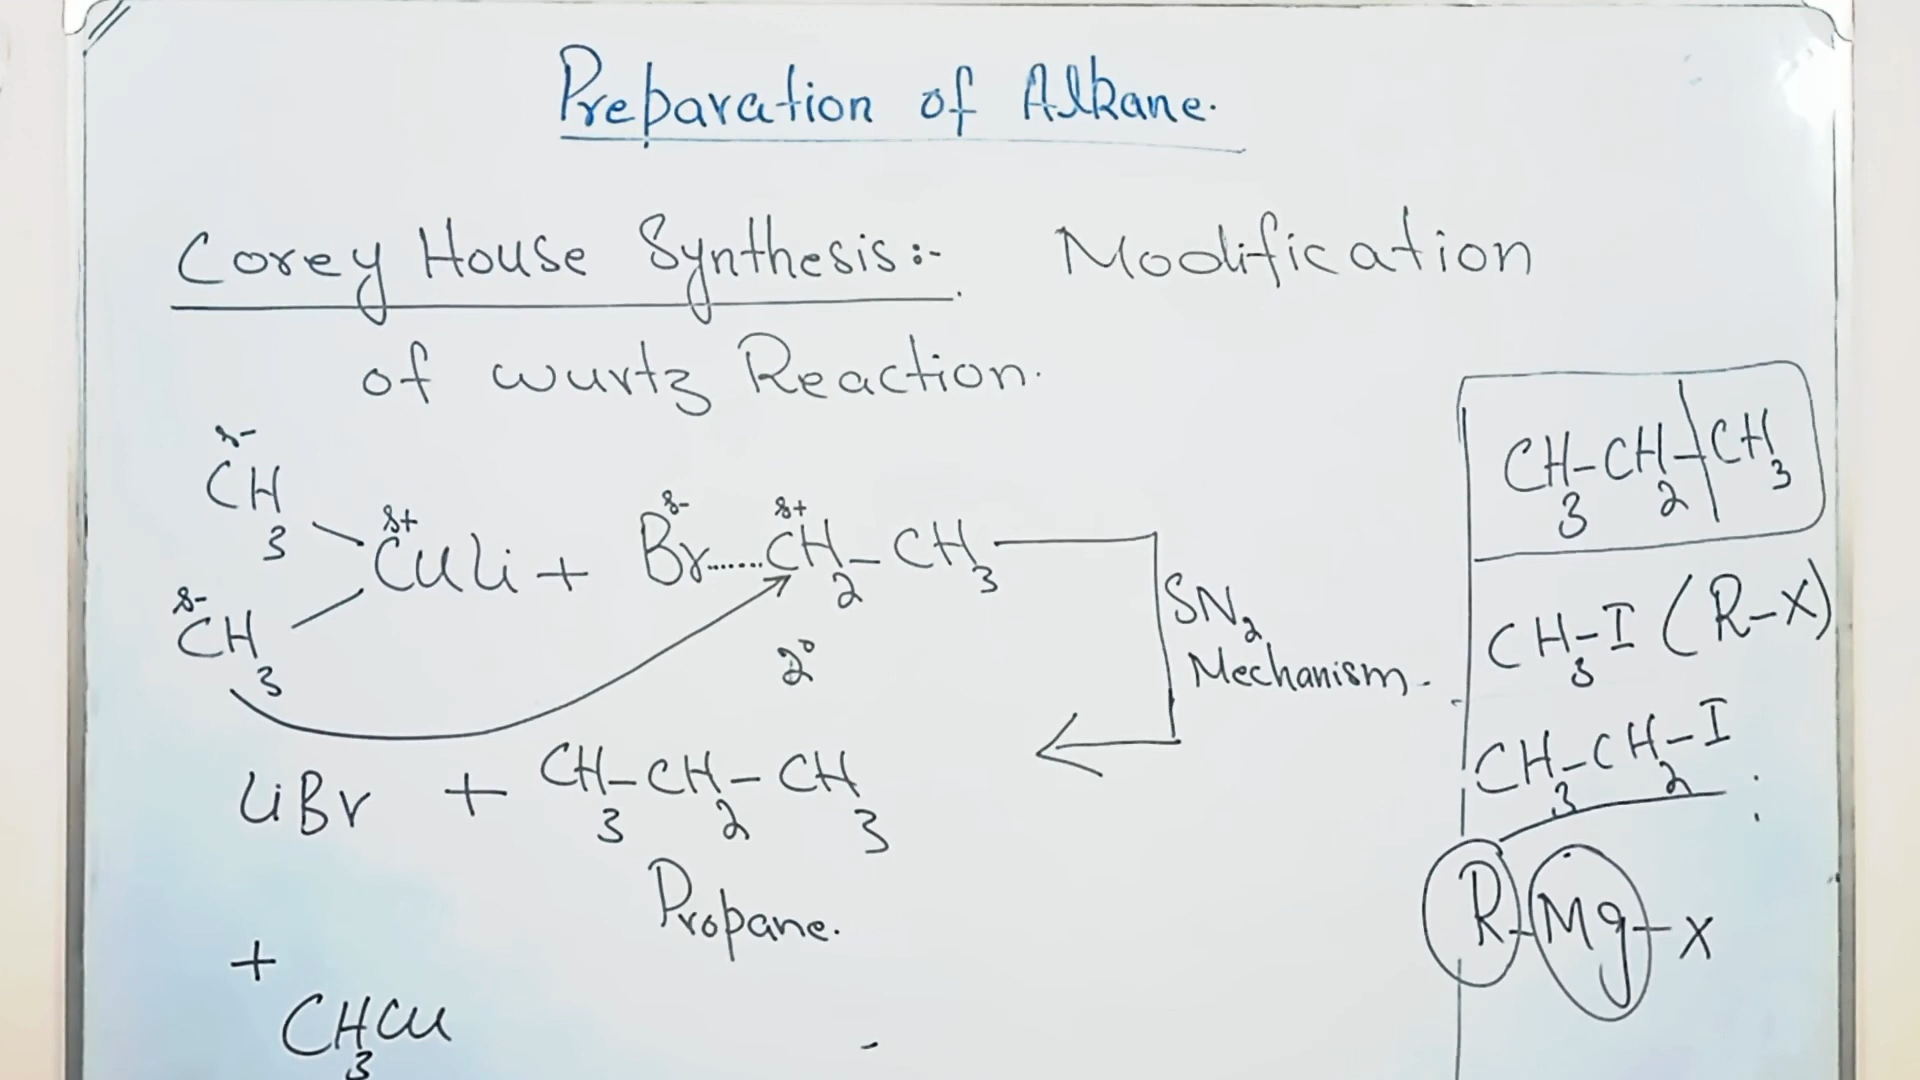 Preparation of Alkane.
Corey House Synthesis:- Modification
of wurtz Reaction.
δ-
CH3
δ+
CuLi + Br δ- ...... CH2 δ+ - CH3
δ-
CH3
2°
SN2
Mechanism.
LiBr + CH3-CH2-CH3
Propane.
+
CH3Cu
CH3-CH2-CH3
CH3-I (R-X)
CH3-CH2-I
R-Mg-X